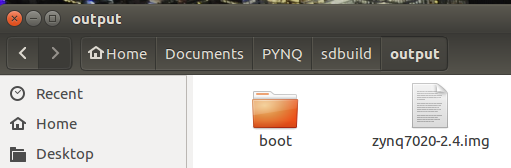 output
Home Documents PYNQ sdbuild output
Recent
Home
Desktop
boot
zynq7020-2.4.img